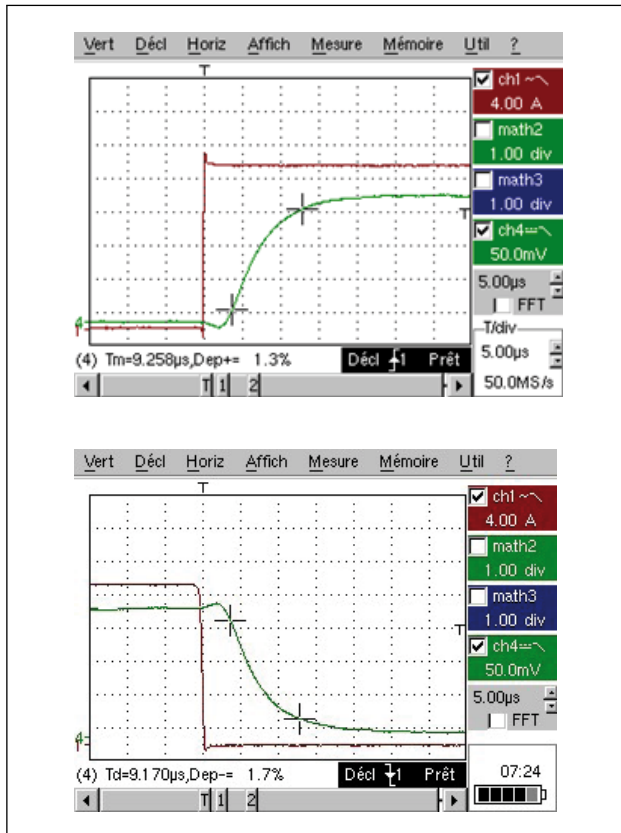 Vert Décl Horiz Affich Mesure Mémoire Util ?
T
ch1
4.00 A
math2
1.00 div
math3
1.00 div
ch4
50.0mV
5.00µs
FFT
T/div
5.00µs
50.0MS/s
T
4
(4) Tm=9.258µs,Dep+= 1.3% Décl 1 Prêt
T 1 2
Vert Décl Horiz Affich Mesure Mémoire Util ?
T
ch1
4.00 A
math2
1.00 div
math3
1.00 div
ch4
50.0mV
5.00µs
FFT
T
4
07:24
(4) Td=9.170µs,Dep-= 1.7% Décl 1 Prêt
T 1 2